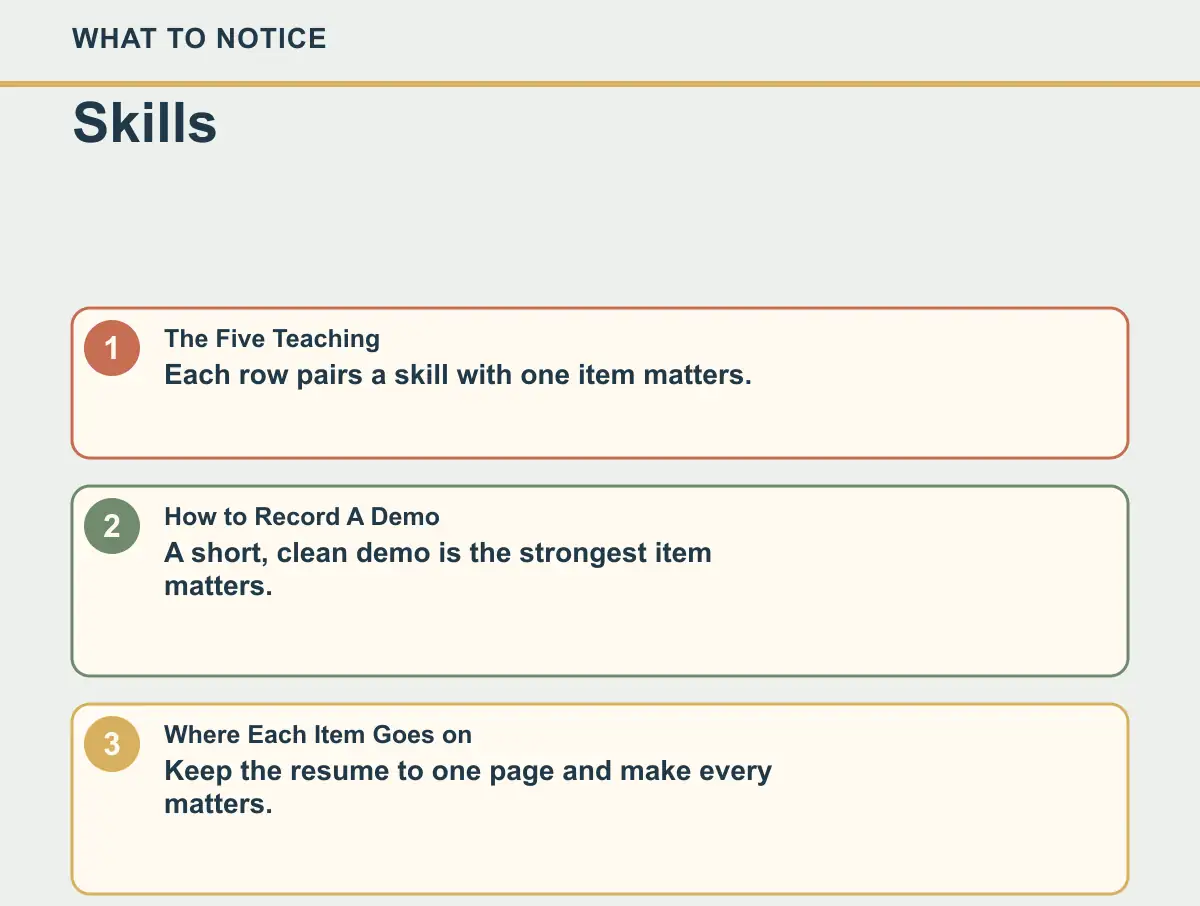 WHAT TO NOTICE
Skills
1
The Five Teaching
Each row pairs a skill with one item matters.
2
How to Record A Demo
A short, clean demo is the strongest item
matters.
3
Where Each Item Goes on
Keep the resume to one page and make every
matters.